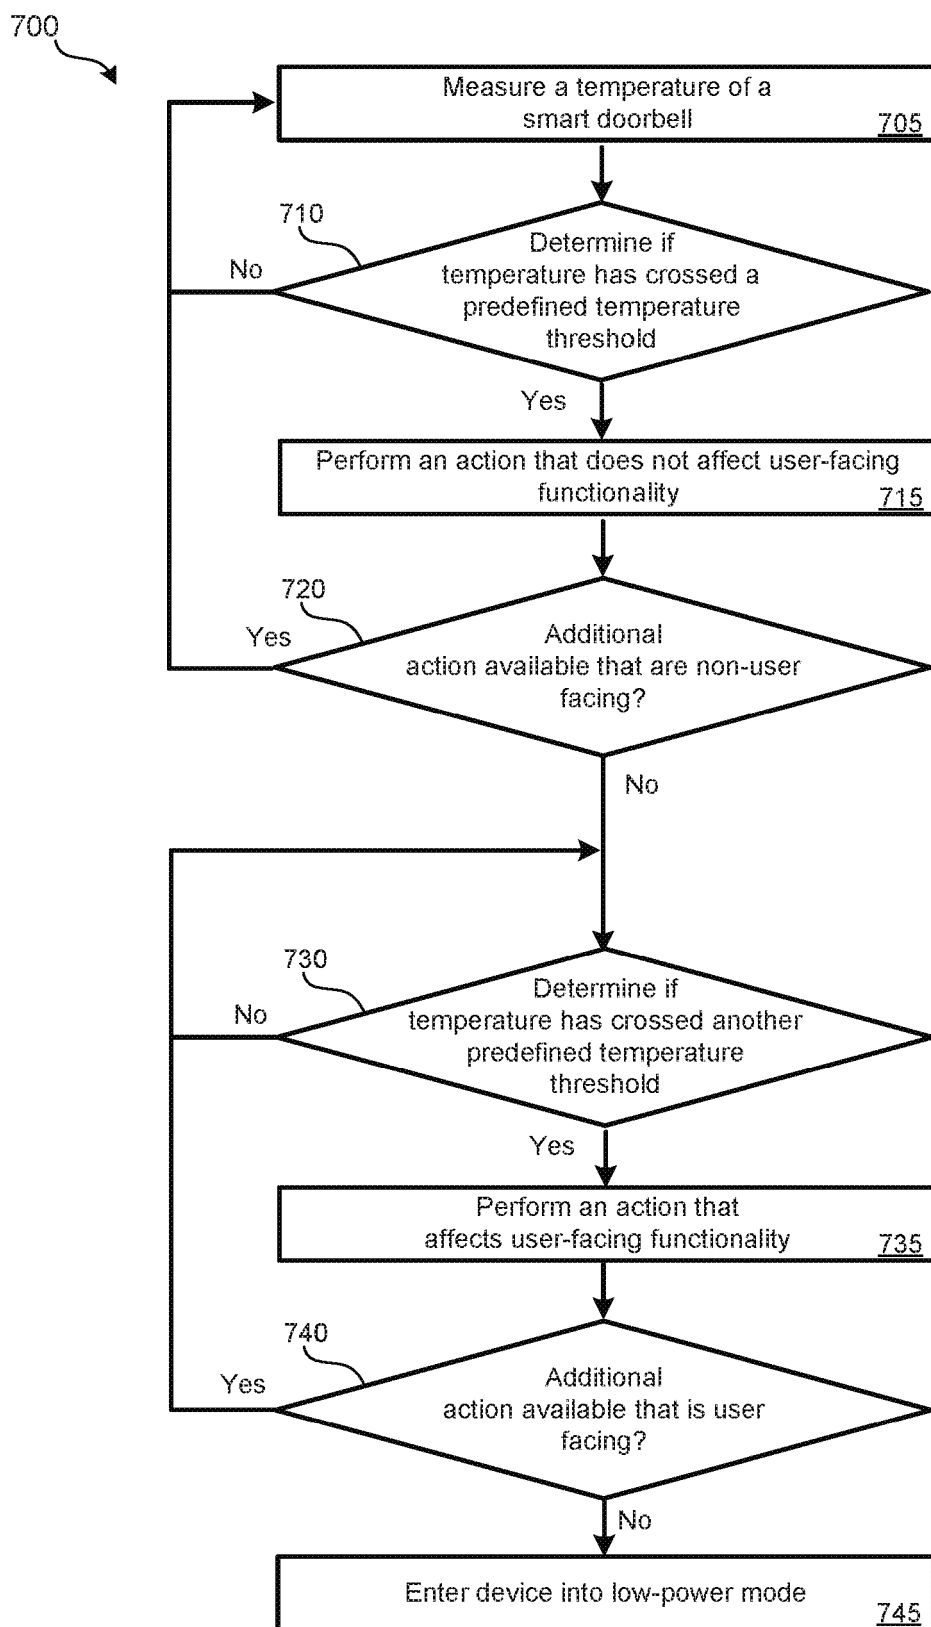 700
Measure a temperature of a
smart doorbell
705
710
No
Determine if
temperature has crossed a
predefined temperature
threshold
Yes
Perform an action that does not affect user-facing
functionality
715
720
Yes
Additional
action available that are non-user
facing?
No
730
No
Determine if
temperature has crossed another
predefined temperature
threshold
Yes
Perform an action that
affects user-facing functionality
735
740
Yes
Additional
action available that is user
facing?
No
Enter device into low-power mode
745